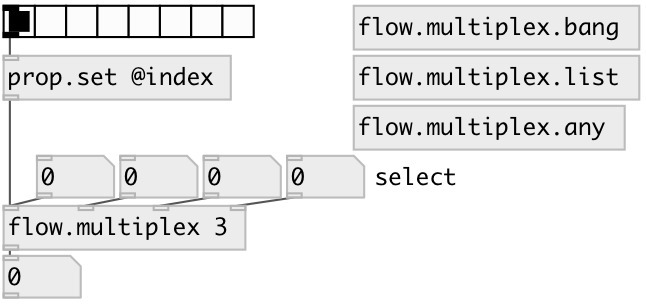 flow.multiplex.bang
prop.set @index
flow.multiplex.list
flow.multiplex.any
0 0 0 0 select
flow.multiplex 3
0